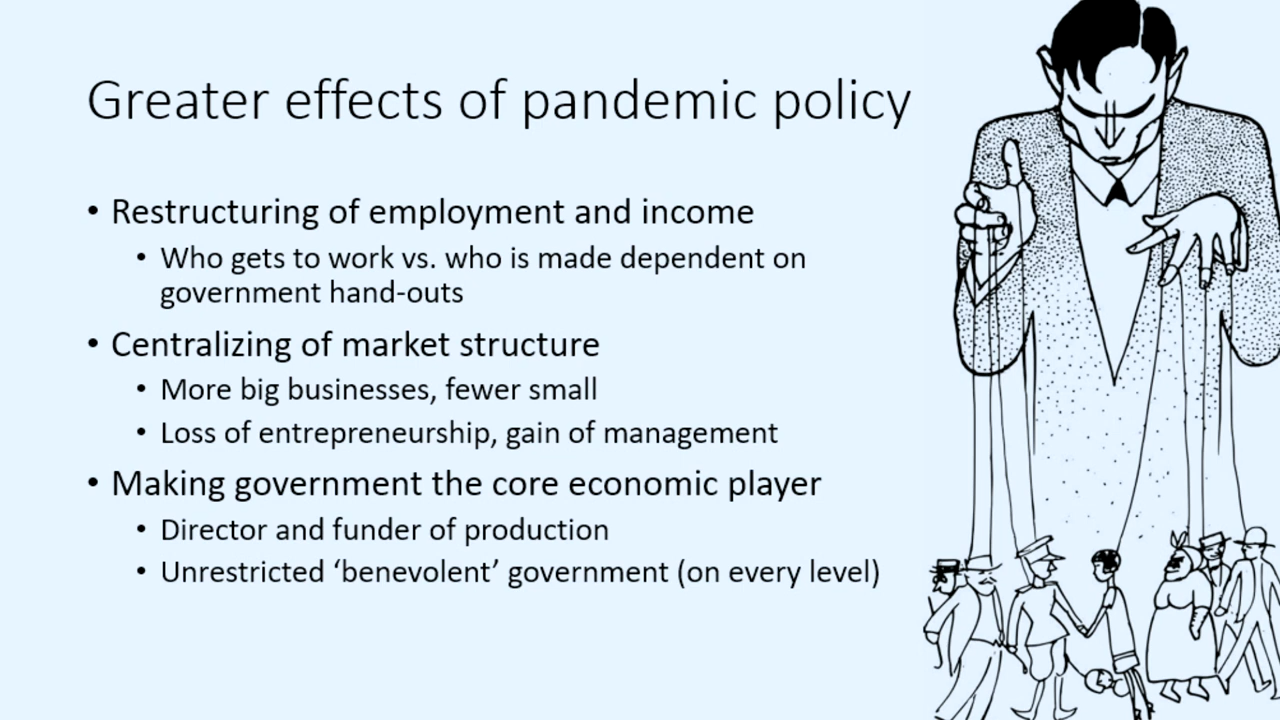 Greater effects of pandemic policy
• Restructuring of employment and income
• Who gets to work vs. who is made dependent on
government hand-outs
• Centralizing of market structure
• More big businesses, fewer small
• Loss of entrepreneurship, gain of management
• Making government the core economic player
• Director and funder of production
• Unrestricted ‘benevolent’ government (on every level)